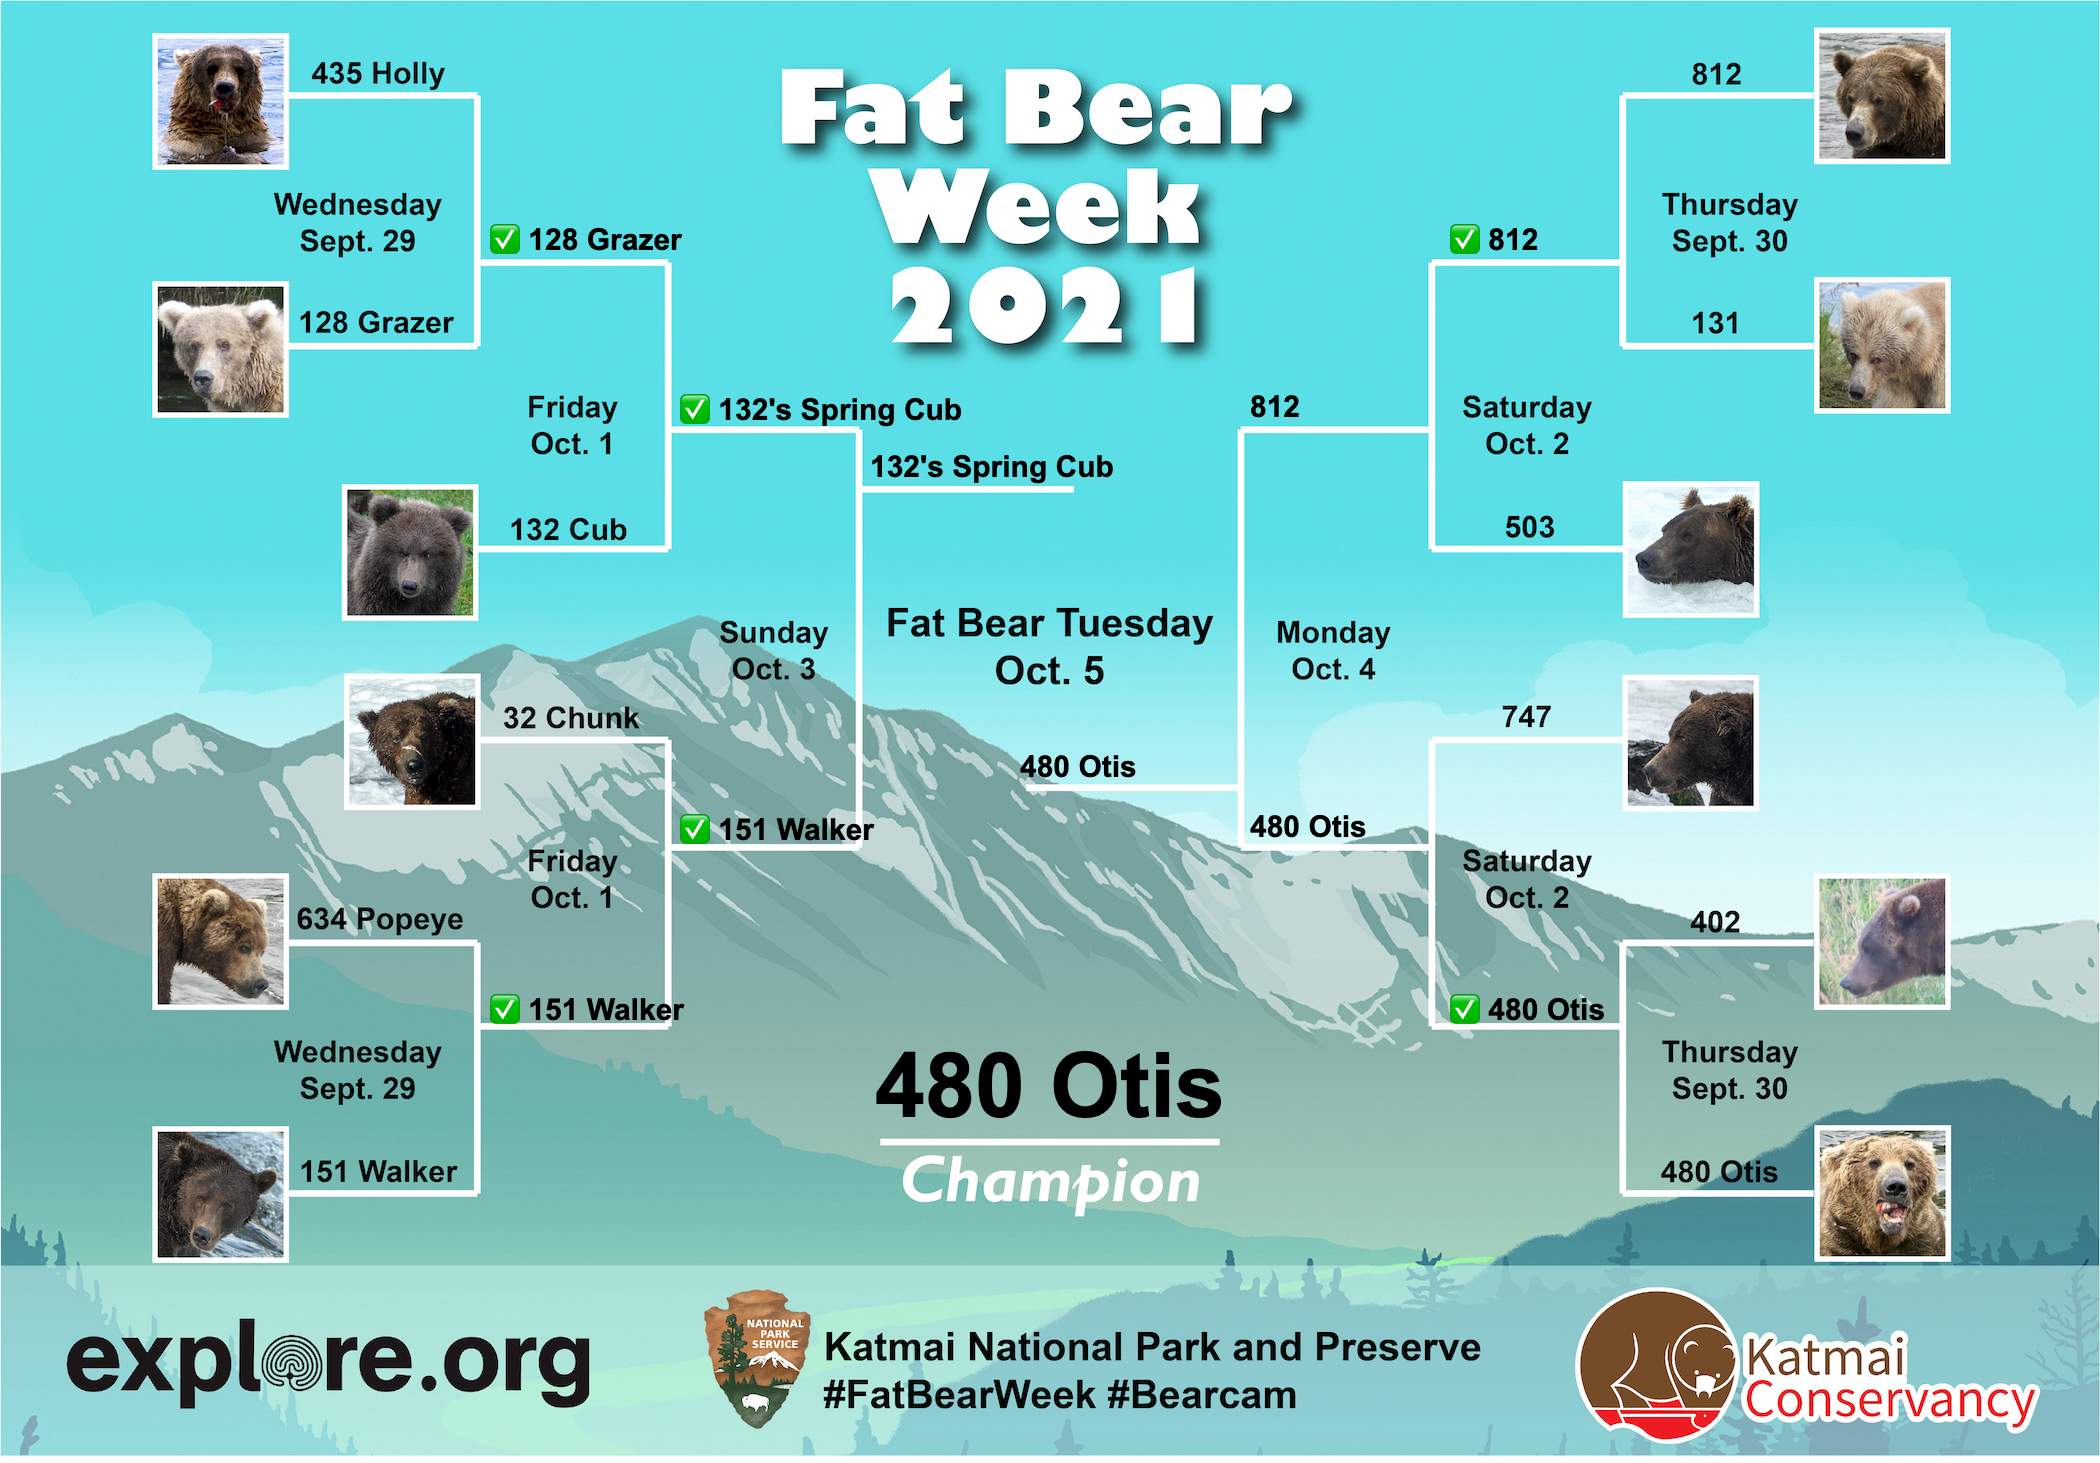 Fat Bear
Week
2021
435 Holly
Wednesday
Sept. 29
128 Grazer
✅ 128 Grazer
Friday
Oct. 1
132 Cub
✅ 132's Spring Cub
132's Spring Cub
32 Chunk
Sunday
Oct. 3
✅ 151 Walker
Friday
Oct. 1
634 Popeye
✅ 151 Walker
Wednesday
Sept. 29
151 Walker
Fat Bear Tuesday
Oct. 5
480 Otis
812
Thursday
Sept. 30
131
✅ 812
Saturday
Oct. 2
503
812
Monday
Oct. 4
747
480 Otis
Saturday
Oct. 2
402
✅ 480 Otis
Thursday
Sept. 30
480 Otis
480 Otis
Champion
explore.org
NATIONAL
PARK
SERVICE
Katmai National Park and Preserve
#FatBearWeek #Bearcam
Katmai
Conservancy